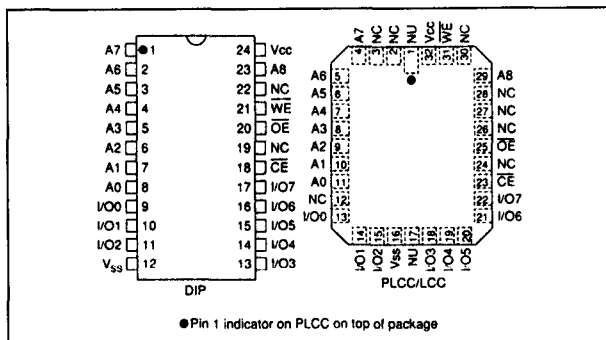 A7 1 24 Vcc
A6 2 23 A8
A5 3 22 NC
A4 4 21 WE
A3 5 20 OE
A2 6 19 NC
A1 7 18 CE
A0 8 17 I/O7
I/O0 9 16 I/O6
I/O1 10 15 I/O5
I/O2 11 14 I/O4
VSS 12 13 I/O3
DIP
A7 NC NC NU Vcc WE NC
4 3 2 1 32 31 30
A6 5 29 A8
A5 6 28 NC
A4 7 27 NC
A3 8 26 NC
A2 9 25 OE
A1 10 24 NC
A0 11 23 CE
NC 12 22 I/O7
I/O0 13 21 I/O6
14 15 16 17 18 19 20
I/O1 I/O2 Vss NU I/O3 I/O4 I/O5
PLCC/LCC
●Pin 1 indicator on PLCC on top of package